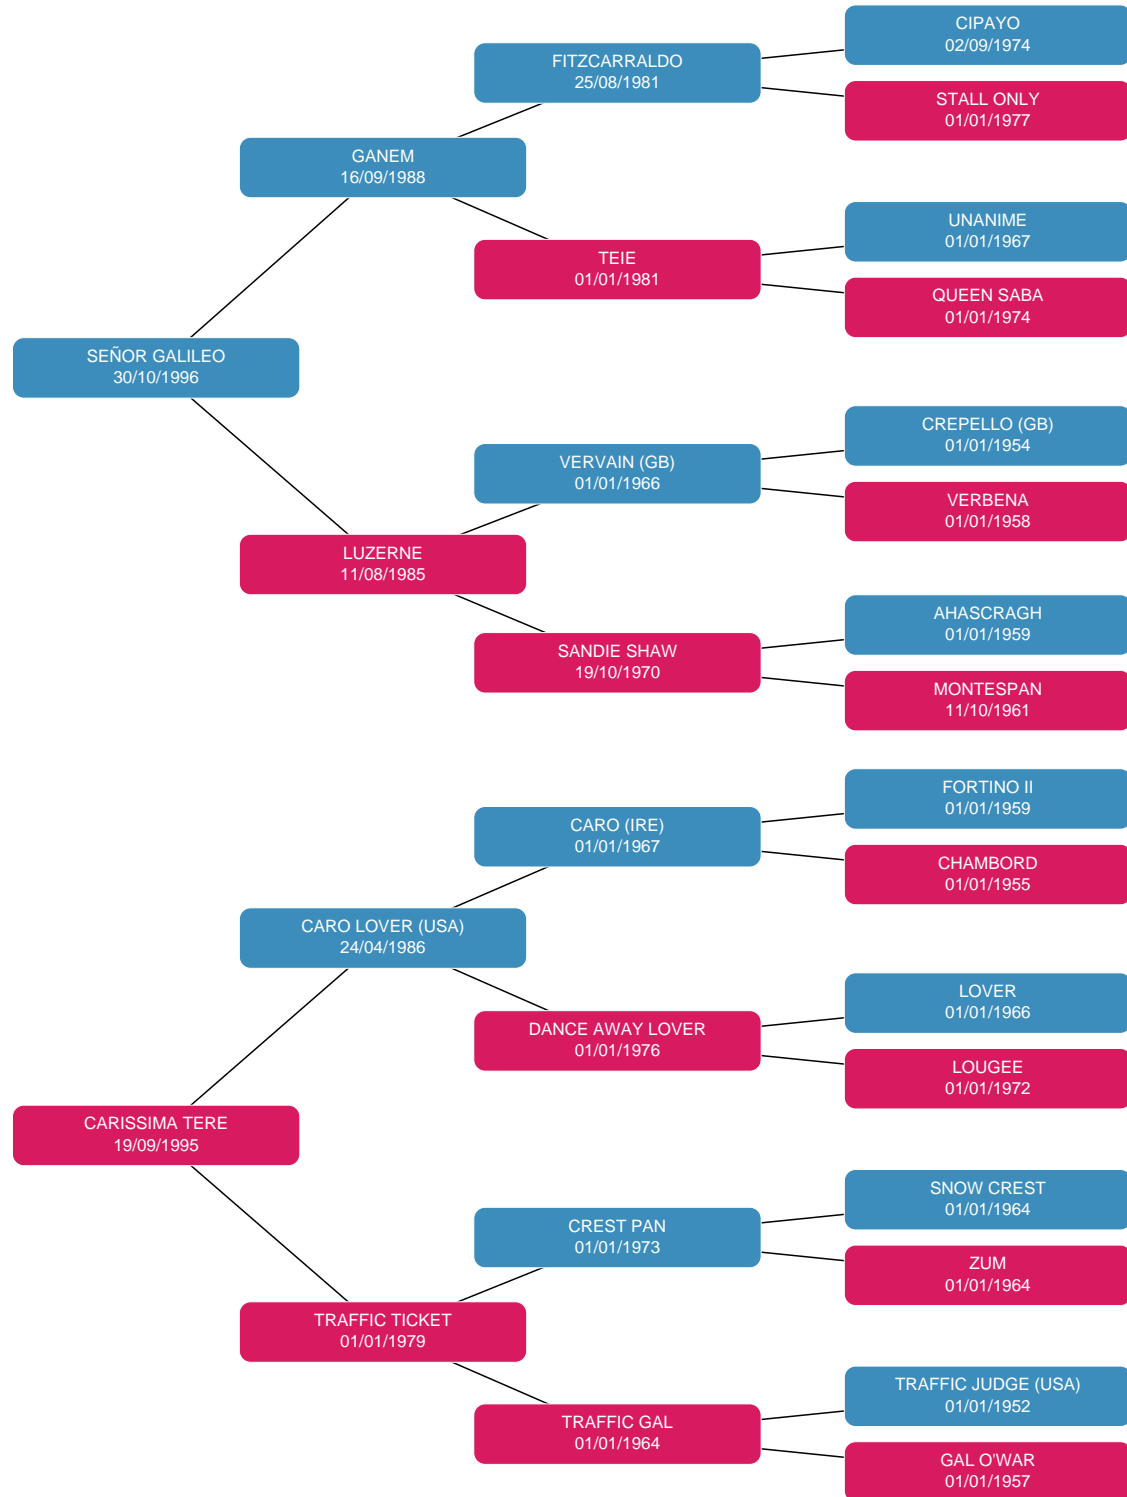 CIPAYO
02/09/1974
FITZCARRALDO
25/08/1981
STALL ONLY
01/01/1977
GANEM
16/09/1988
UNANIME
01/01/1967
TEIE
01/01/1981
QUEEN SABA
01/01/1974
SEÑOR GALILEO
30/10/1996
CREPELLO (GB)
01/01/1954
VERVAIN (GB)
01/01/1966
VERBENA
01/01/1958
LUZERNE
11/08/1985
AHASCRAGH
01/01/1959
SANDIE SHAW
19/10/1970
MONTESPAN
11/10/1961
FORTINO II
01/01/1959
CARO (IRE)
01/01/1967
CHAMBORD
01/01/1955
CARO LOVER (USA)
24/04/1986
LOVER
01/01/1966
DANCE AWAY LOVER
01/01/1976
LOUGEE
01/01/1972
CARISSIMA TERE
19/09/1995
SNOW CREST
01/01/1964
CREST PAN
01/01/1973
ZUM
01/01/1964
TRAFFIC TICKET
01/01/1979
TRAFFIC JUDGE (USA)
01/01/1952
TRAFFIC GAL
01/01/1964
GAL O'WAR
01/01/1957